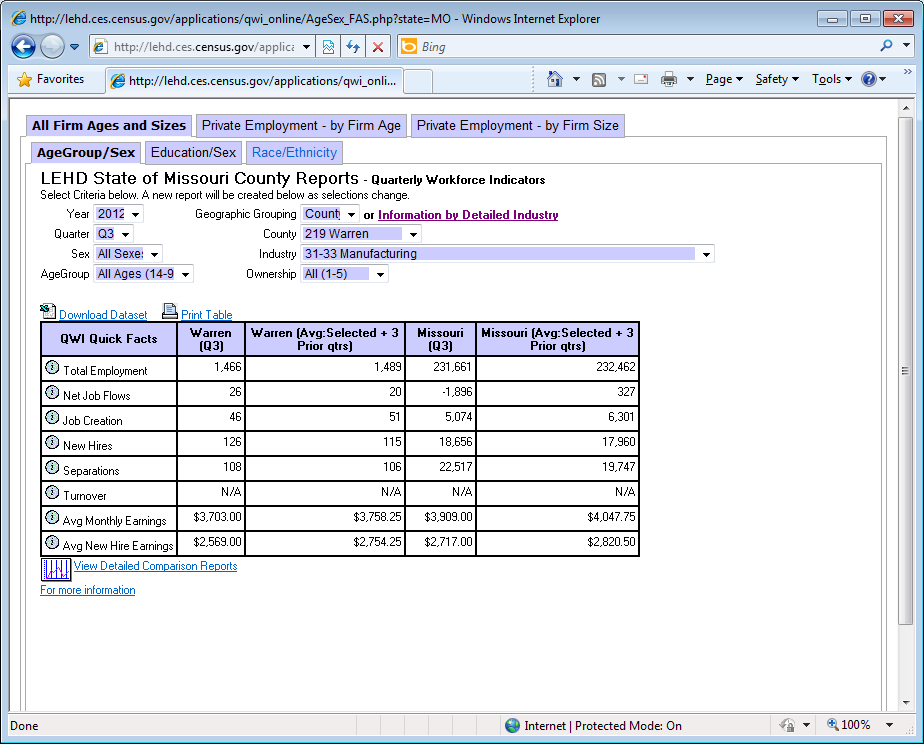 http://lehd.ces.census.gov/applications/qwi_online/AgeSex_FAS.php?state=MO - Windows Internet Explorer
http://lehd.ces.census.gov/applica
Bing
Favorites
http://lehd.ces.census.gov/applications/qwi_onli...
Page Safety Tools
All Firm Ages and Sizes Private Employment - by Firm Age Private Employment - by Firm Size
AgeGroup/Sex Education/Sex Race/Ethnicity
LEHD State of Missouri County Reports - Quarterly Workforce Indicators
Select Criteria below. A new report will be created below as selections change.
Year 2012 Geographic Grouping County or Information by Detailed Industry
Quarter Q3 County 219 Warren
Sex All Sexes Industry 31-33 Manufacturing
AgeGroup All Ages (14-9 Ownership All (1-5)
Download Dataset Print Table
QWI Quick Facts Warren (Q3) Warren (Avg:Selected + 3 Prior qtrs) Missouri (Q3) Missouri (Avg:Selected + 3 Prior qtrs)
Total Employment 1,466 1,489 231,661 232,462
Net Job Flows 26 20 -1,896 327
Job Creation 46 51 5,074 6,301
New Hires 126 115 18,656 17,960
Separations 108 106 22,517 19,747
Turnover N/A N/A N/A N/A
Avg Monthly Earnings $3,703.00 $3,758.25 $3,909.00 $4,047.75
Avg New Hire Earnings $2,569.00 $2,754.25 $2,717.00 $2,820.50
View Detailed Comparison Reports
For more information
Done Internet | Protected Mode: On 100%